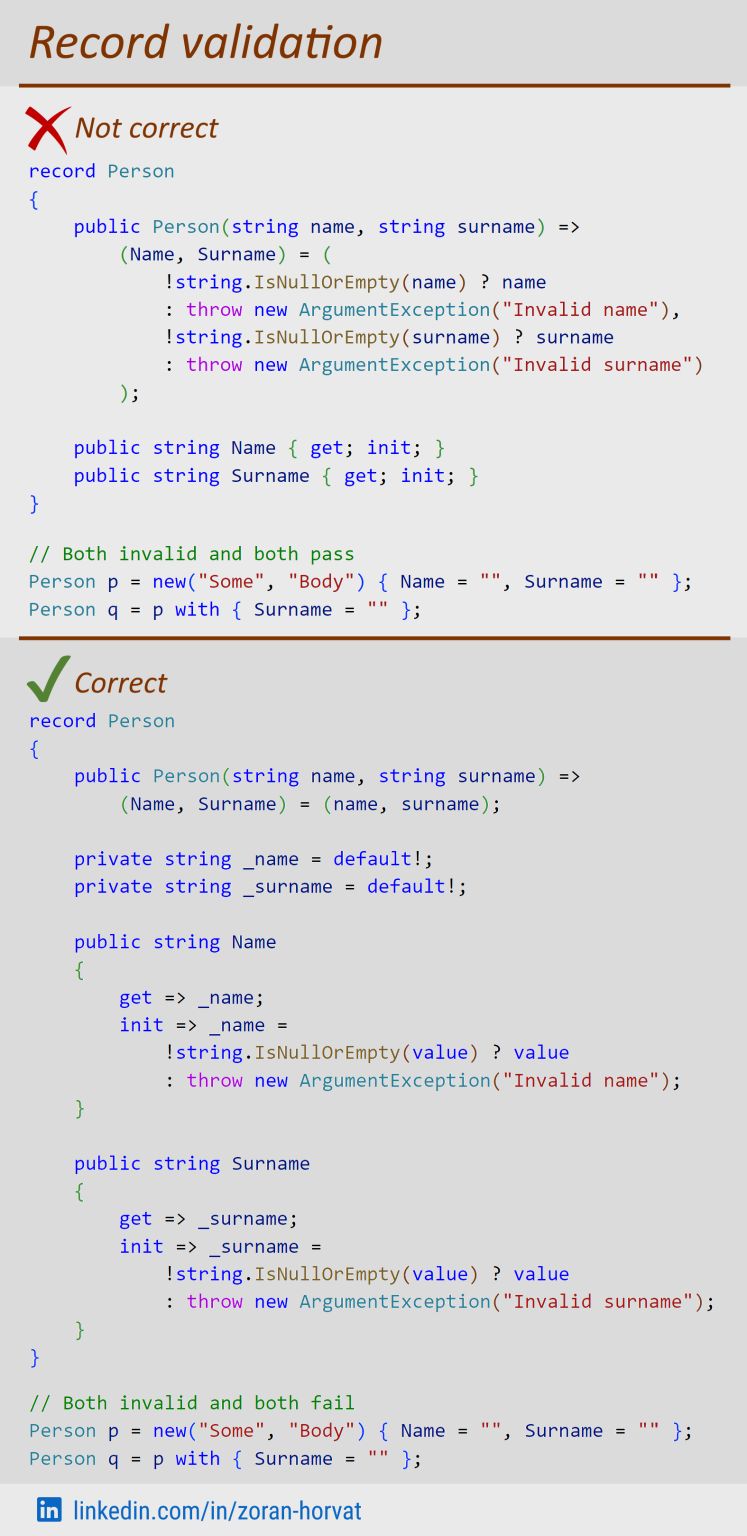 Record validation
Not correct
record Person
{
    public Person(string name, string surname) =>
        (Name, Surname) = (
            !string.IsNullOrEmpty(name) ? name
            : throw new ArgumentException("Invalid name"),
            !string.IsNullOrEmpty(surname) ? surname
            : throw new ArgumentException("Invalid surname")
        );

    public string Name { get; init; }
    public string Surname { get; init; }
}

// Both invalid and both pass
Person p = new("Some", "Body") { Name = "", Surname = "" };
Person q = p with { Surname = "" };
Correct
record Person
{
    public Person(string name, string surname) =>
        (Name, Surname) = (name, surname);

    private string _name = default!;
    private string _surname = default!;

    public string Name
    {
        get => _name;
        init => _name =
            !string.IsNullOrEmpty(value) ? value
            : throw new ArgumentException("Invalid name");
    }

    public string Surname
    {
        get => _surname;
        init => _surname =
            !string.IsNullOrEmpty(value) ? value
            : throw new ArgumentException("Invalid surname");
    }
}

// Both invalid and both fail
Person p = new("Some", "Body") { Name = "", Surname = "" };
Person q = p with { Surname = "" };
in linkedin.com/in/zoran-horvat